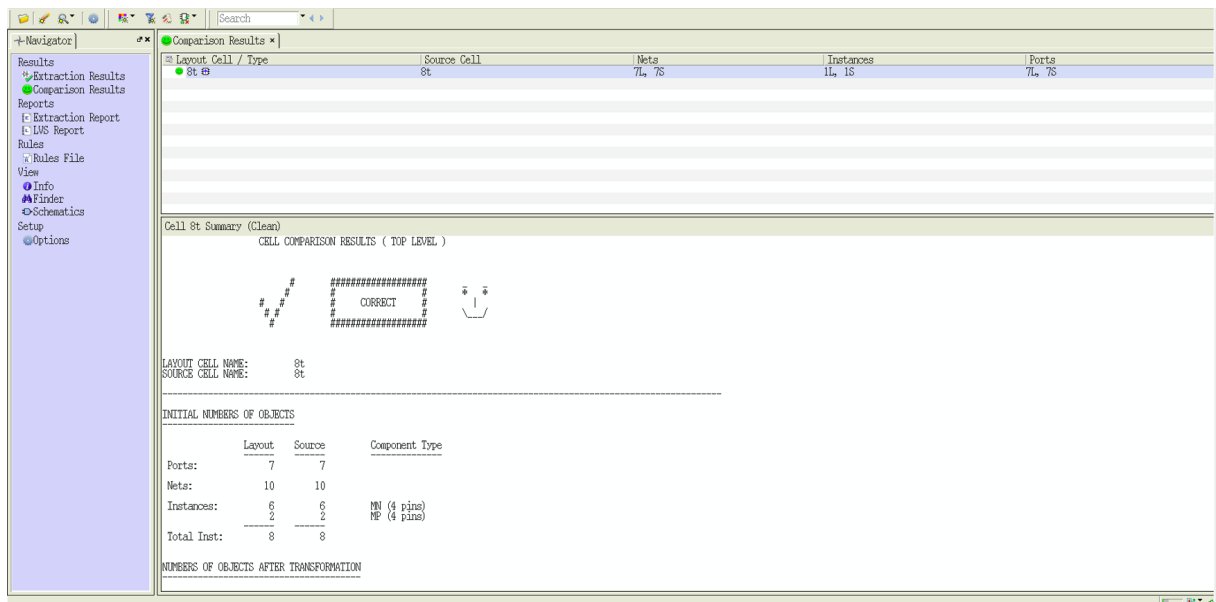 Search
Navigator
Comparison Results ×
Results
Extraction Results
Comparison Results
Reports
Extraction Report
LVS Report
Rules
Rules File
View
Info
Finder
Schematics
Setup
Options
Layout Cell / Type Source Cell Nets Instances Ports
8t 8t 7L, 7S 1L, 1S 7L, 7S
Cell 8t Summary (Clean)
CELL COMPARISON RESULTS ( TOP LEVEL )
# ################### _ _
# # # * *
# # # CORRECT # |
# # # # \___/
# ###################
LAYOUT CELL NAME: 8t
SOURCE CELL NAME: 8t
INITIAL NUMBERS OF OBJECTS
Layout Source Component Type
Ports: 7 7
Nets: 10 10
Instances: 6 6 MN (4 pins)
2 2 MP (4 pins)
Total Inst: 8 8
NUMBERS OF OBJECTS AFTER TRANSFORMATION